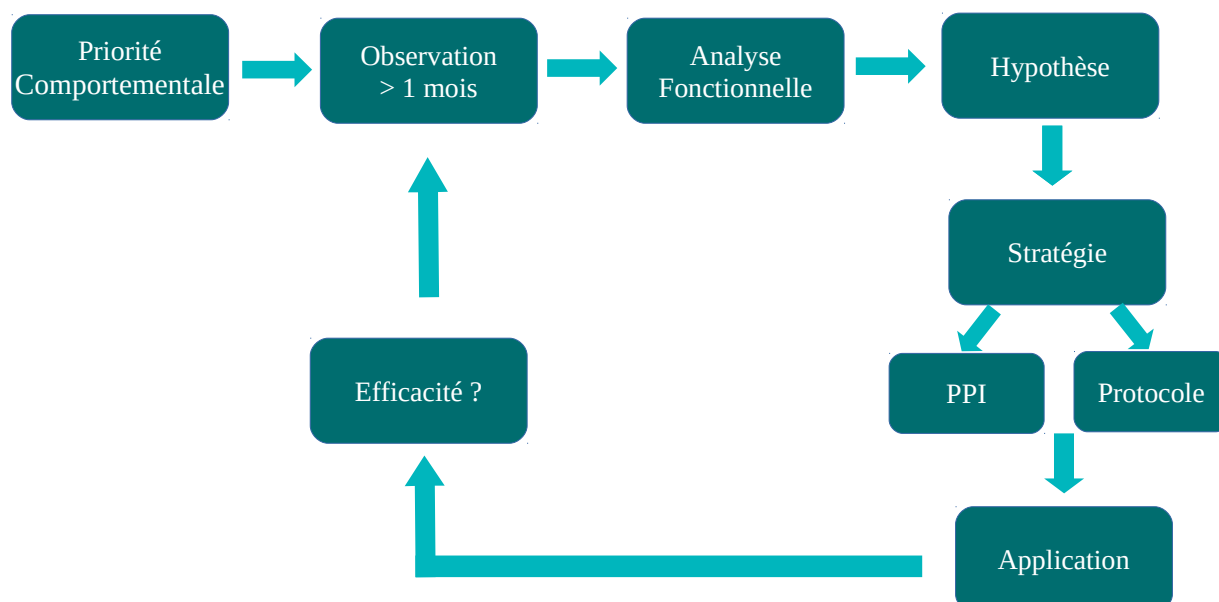 Priorité
Comportementale
Observation
> 1 mois
Analyse
Fonctionnelle
Hypothèse
Stratégie
PPI
Protocole
Efficacité ?
Application